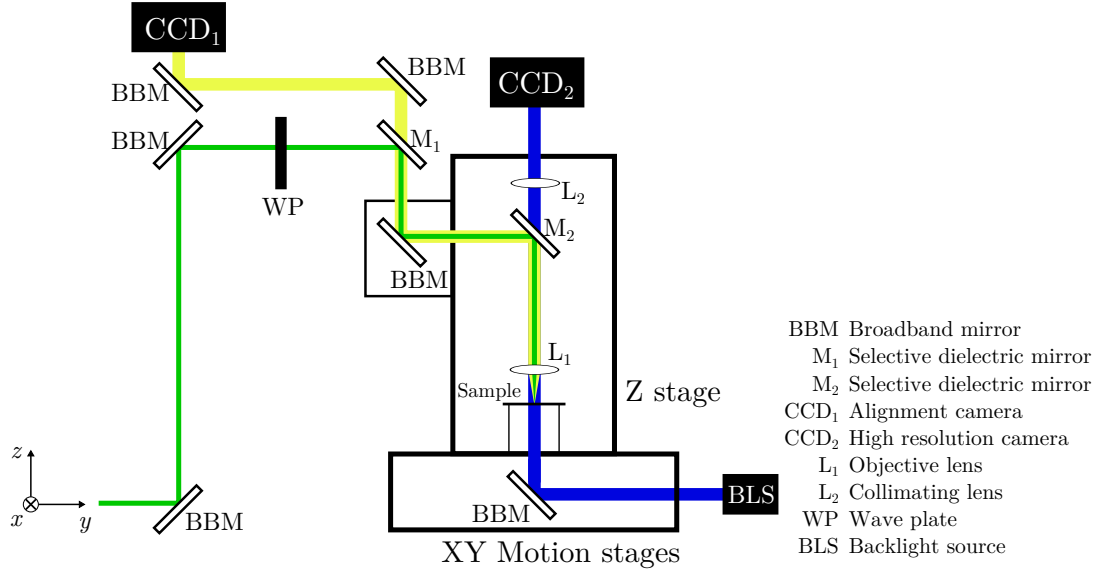 CCD₁
BBM
BBM
CCD₂
BBM
M₁
WP
L₂
M₂
BBM
L₁
Sample
Z stage
BBM Broadband mirror
M₁ Selective dielectric mirror
M₂ Selective dielectric mirror
CCD₁ Alignment camera
CCD₂ High resolution camera
L₁ Objective lens
L₂ Collimating lens
WP Wave plate
BLS Backlight source
z
x
y
BBM
BBM
BLS
XY Motion stages